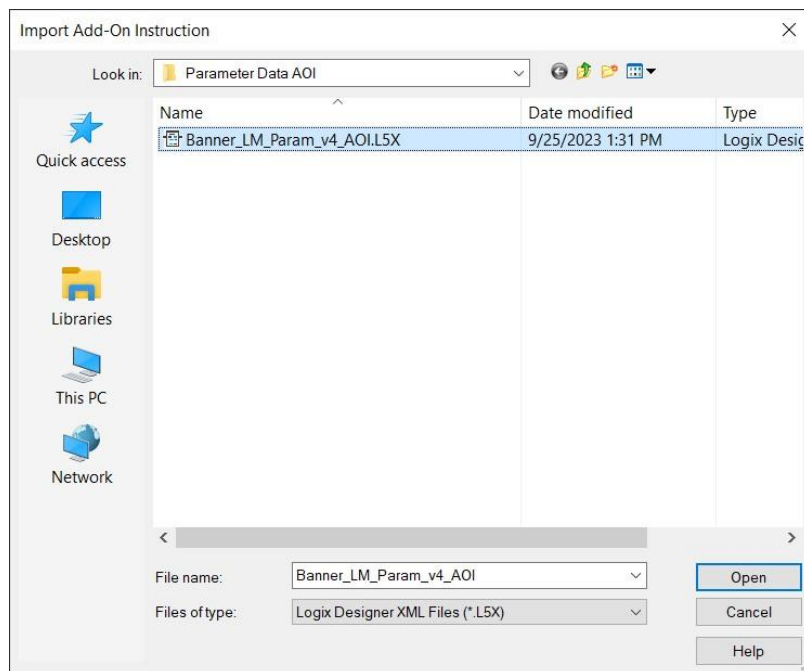 Import Add-On Instruction
Look in: Parameter Data AOI
Name Date modified Type
Banner_LM_Param_v4_AOI.L5X 9/25/2023 1:31 PM Logix Desig
Quick access
Desktop
Libraries
This PC
Network
File name: Banner_LM_Param_v4_AOI Open
Files of type: Logix Designer XML Files (*.L5X) Cancel
Help